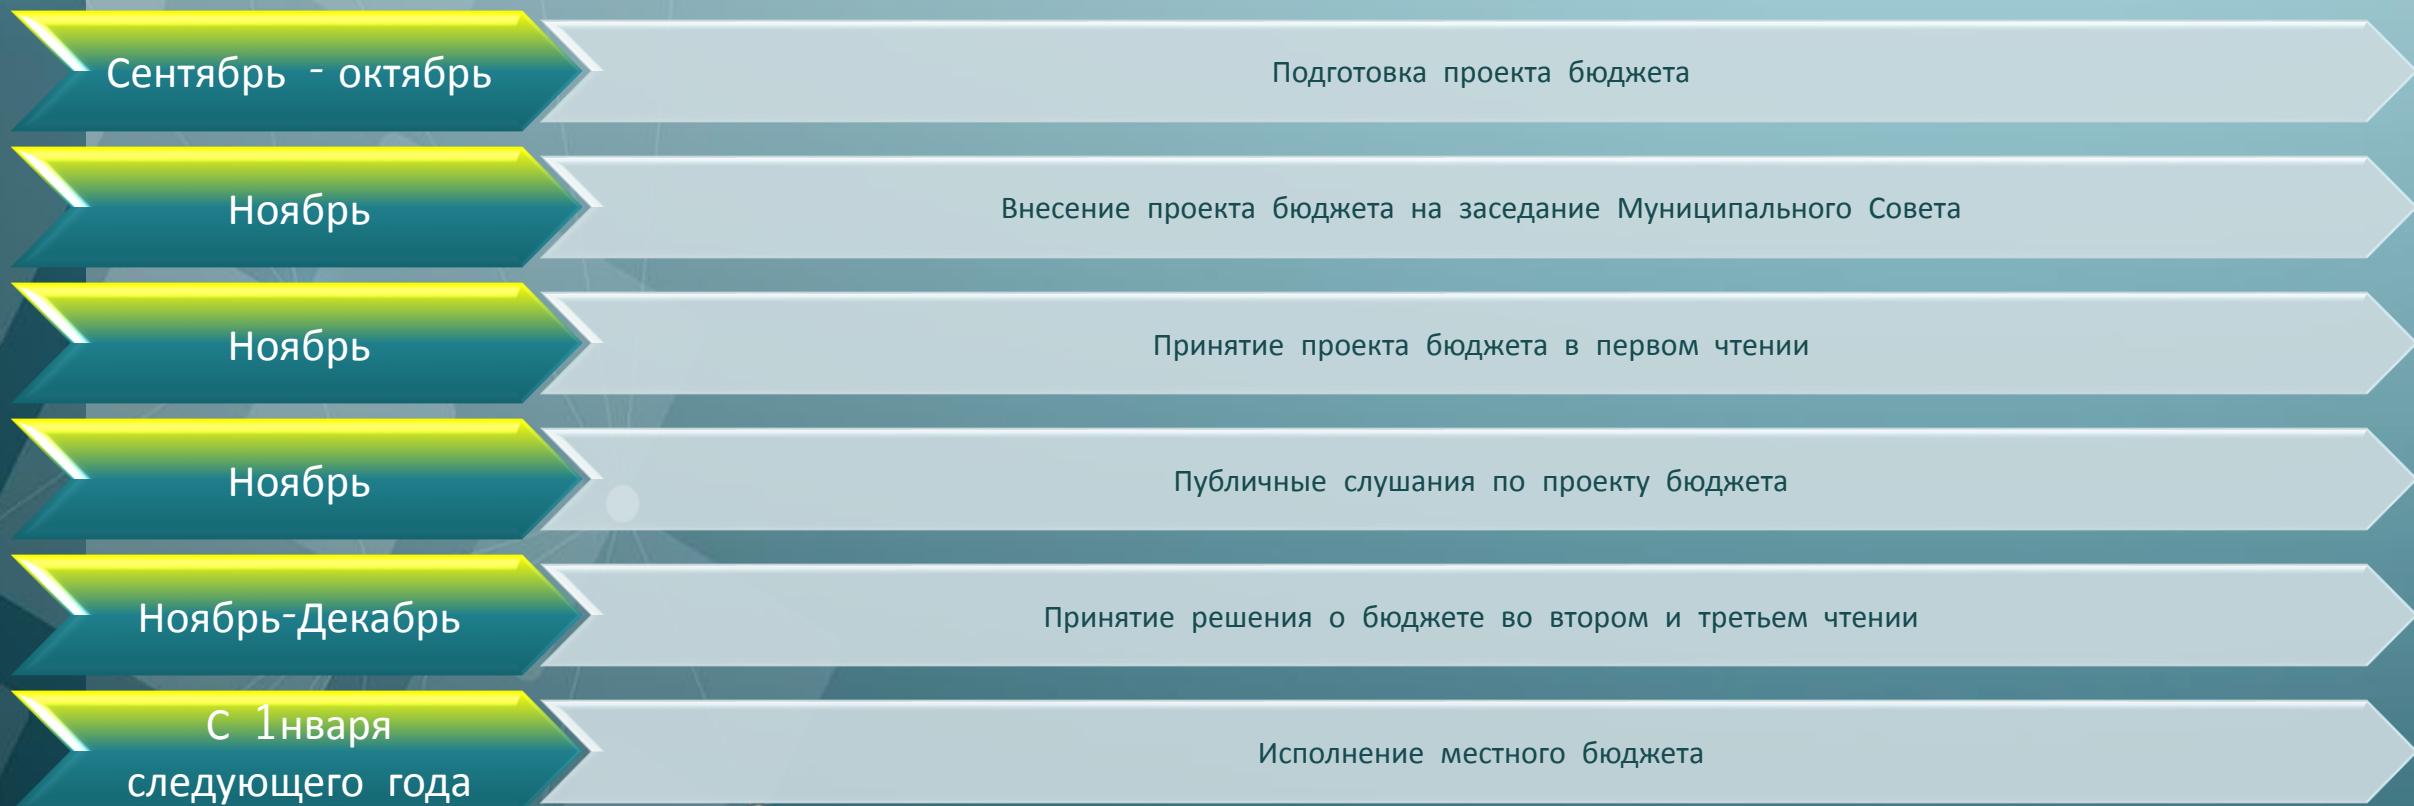 Сентябрь - октябрь
Подготовка проекта бюджета
Ноябрь
Внесение проекта бюджета на заседание Муниципального Совета
Ноябрь
Принятие проекта бюджета в первом чтении
Ноябрь
Публичные слушания по проекту бюджета
Ноябрь-Декабрь
Принятие решения о бюджете во втором и третьем чтении
С 1нваря
следующего года
Исполнение местного бюджета